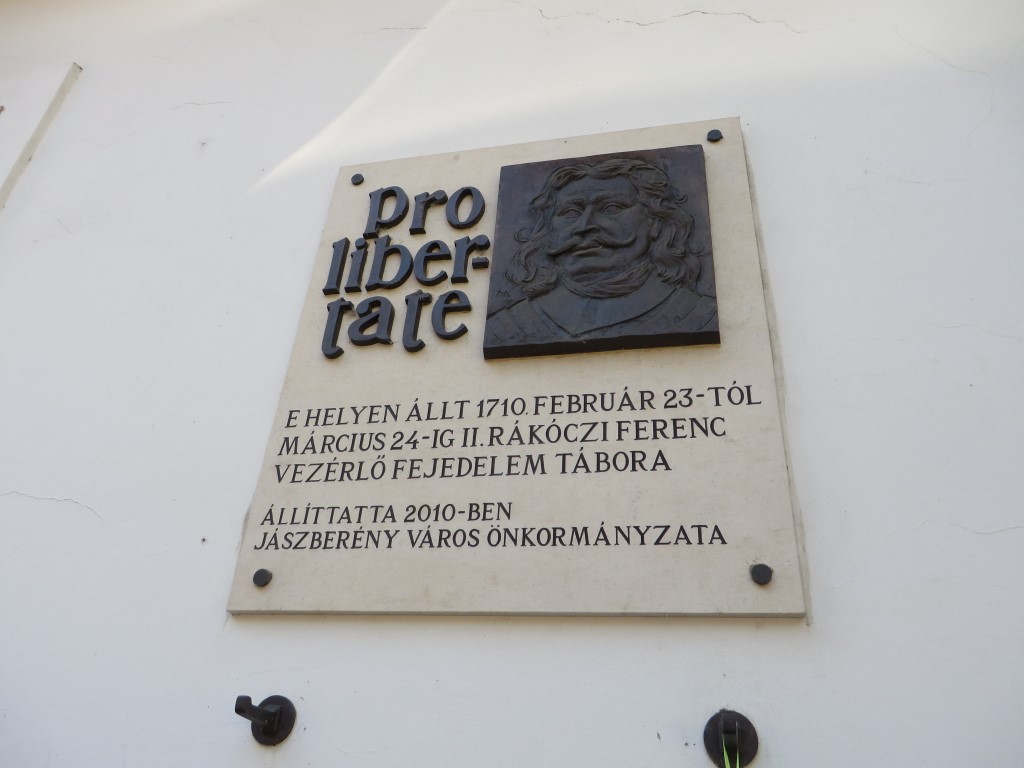 pro
liber-
tate
E HELYEN ÁLLT 1710. FEBRUÁR 23-TÓL
MÁRCIUS 24-IG II. RÁKÓCZI FERENC
VEZÉRLŐ FEJEDELEM TÁBORA
ÁLLÍTTATTA 2010-BEN
JÁSZBERÉNY VÁROS ÖNKORMÁNYZATA